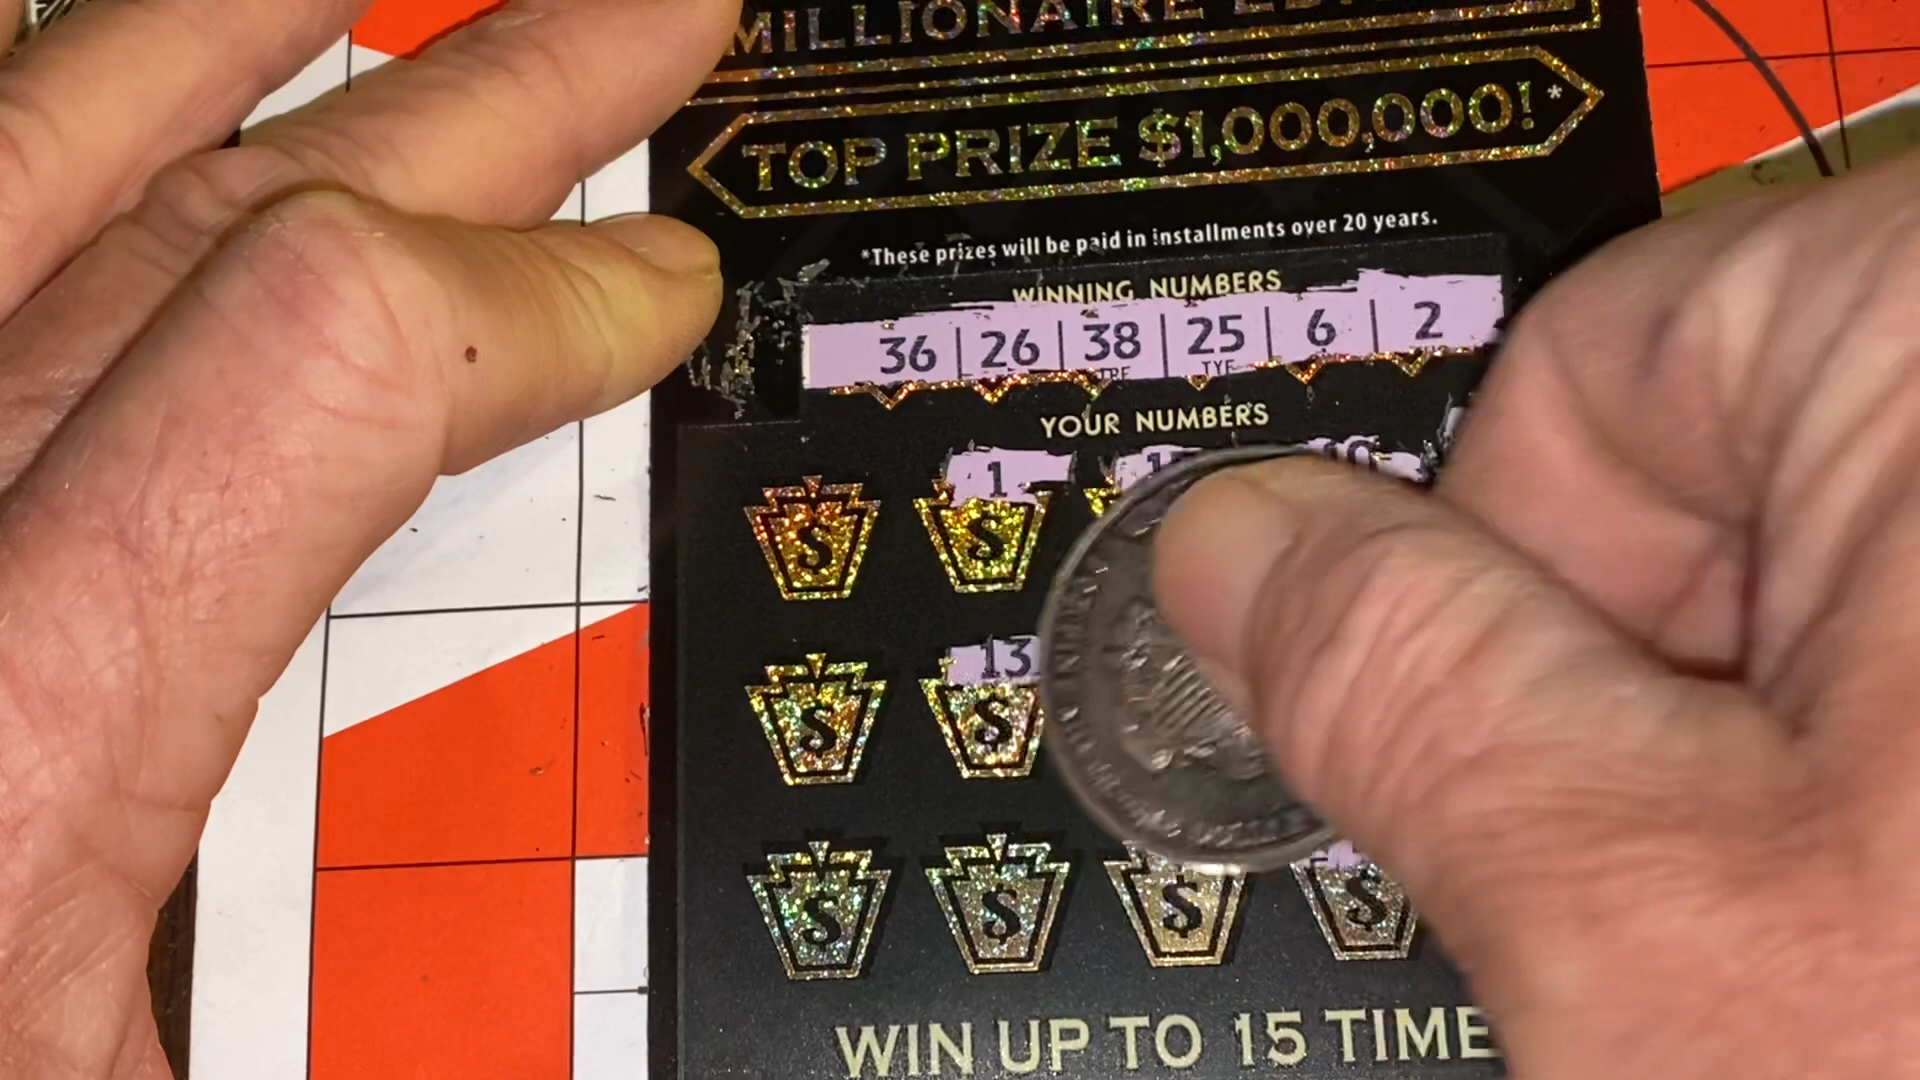 MILLIONAIRE
TOP PRIZE $1,000,000!*
*These prizes will be paid in installments over 20 years.
WINNING NUMBERS
36 26 38 25 6 2
YOUR NUMBERS
1
$ $
13
$ $
$ $ $ $
WIN UP TO 15 TIME